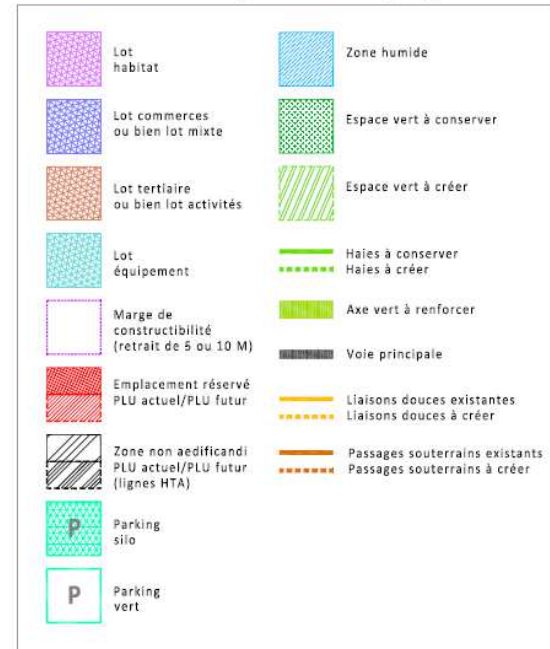 Lot
habitat
Lot commerces
ou bien lot mixte
Lot tertiaire
ou bien lot activités
Lot
équipement
Marge de
constructibilité
(retrait de 5 ou 10 M)
Emplacement réservé
PLU actuel/PLU futur
Zone non aedificandi
PLU actuel/PLU futur
(lignes HTA)
P
Parking
silo
P
Parking
vert
Zone humide
Espace vert à conserver
Espace vert à créer
Haies à conserver
Haies à créer
Axe vert à renforcer
Voie principale
Liaisons douces existantes
Liaisons douces à créer
Passages souterrains existants
Passages souterrains à créer